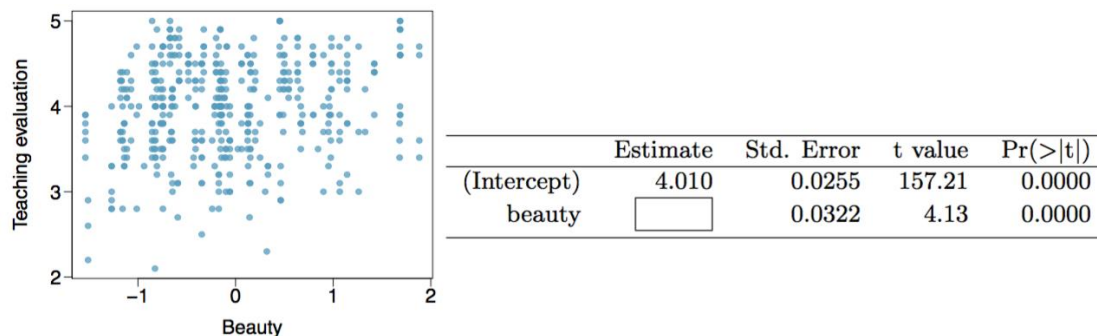 5
4
3
2
Teaching evaluation
−1
0
1
2
Beauty
Estimate Std. Error t value Pr(>|t|)
(Intercept) 4.010 0.0255 157.21 0.0000
beauty 0.0322 4.13 0.0000